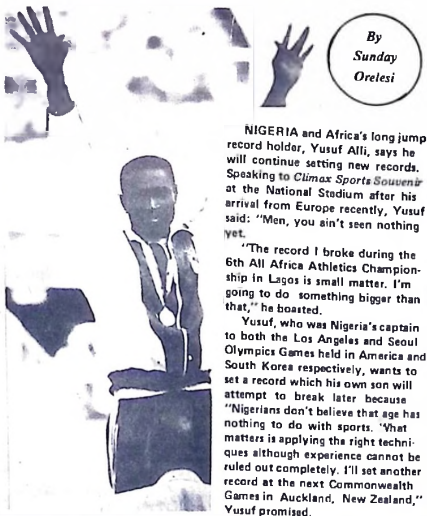 By
Sunday
Orelesi
NIGERIA and Africa's long jump
record holdor, Yusuf Alli, says he
will continue setting new records.
Speaking to Climax Sports Souvenir
at the National Stadium after his
arrival from Europe recently, Yusuf
said: "Men, you ain't seen nothing
yet.
"The record I broke during the
6th All Africa Athletics Champion-
ship in Lagos is small matter. I'm
going to do something bigger than
that," he boasted.
Yusuf, who was Nigeria's captain
to both the Los Angeles and Seoul
Olympics Games held in America and
South Korea respectively, wants to
set a record which his own son will
attempt to break later because
"Nigerians don't believe that age has
nothing to do with sports. 'What
matters is applying the right techni-
ques although experience cannot be
ruled out completely. I'll set another
record at the next Commonwealth
Games in Auckland, New Zealand,"
Yusuf promised.